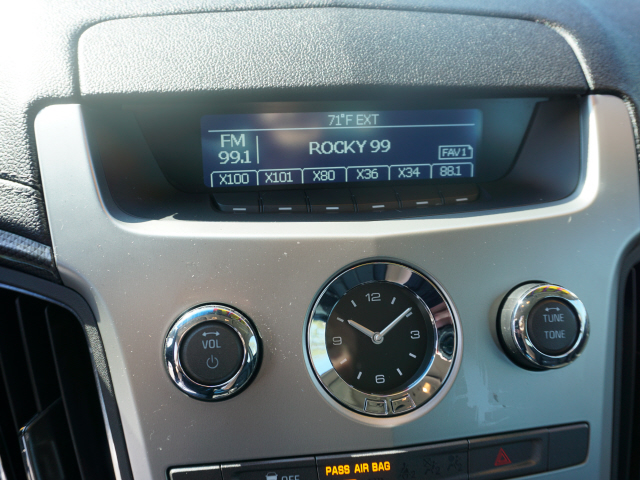 71°F EXT
FM
99.1
ROCKY 99
FAV1
X100 X101 X80 X36 X34 88.1
VOL
12
9 3
6
TUNE
TONE
OFF
PASS AIR BAG